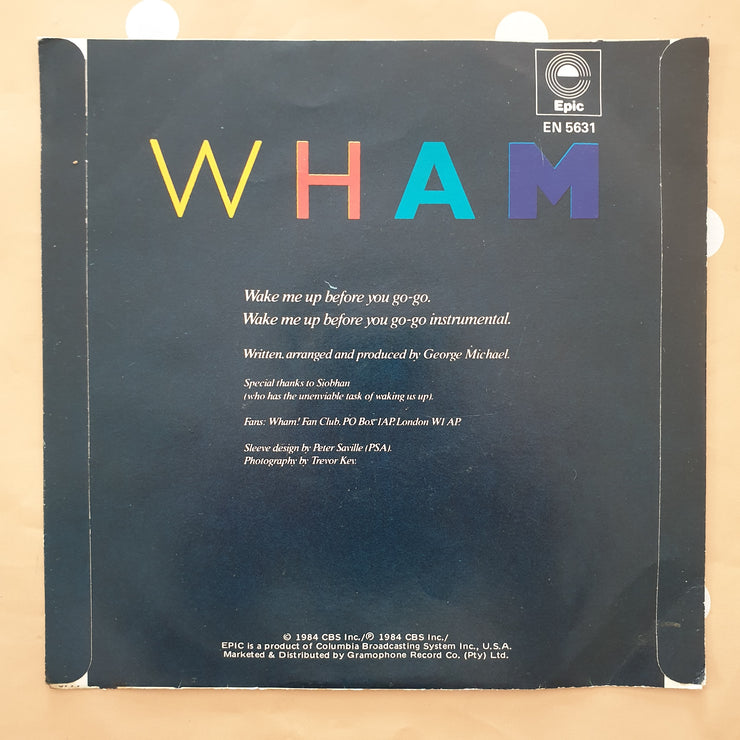 Epic
EN 5631
WHAM
Wake me up before you go-go.
Wake me up before you go-go instrumental.
Written, arranged and produced by George Michael.
Special thanks to Siobhan
(who has the unenviable task of waking us up).
Fans: Wham! Fan Club, PO Box 1AP, London W1 AP.
Sleeve design by Peter Saville (PSA).
Photography by Trevor Key.
© 1984 CBS Inc./℗ 1984 CBS Inc./
EPIC is a product of Columbia Broadcasting System Inc., U.S.A.
Marketed & Distributed by Gramophone Record Co. (Pty) Ltd.